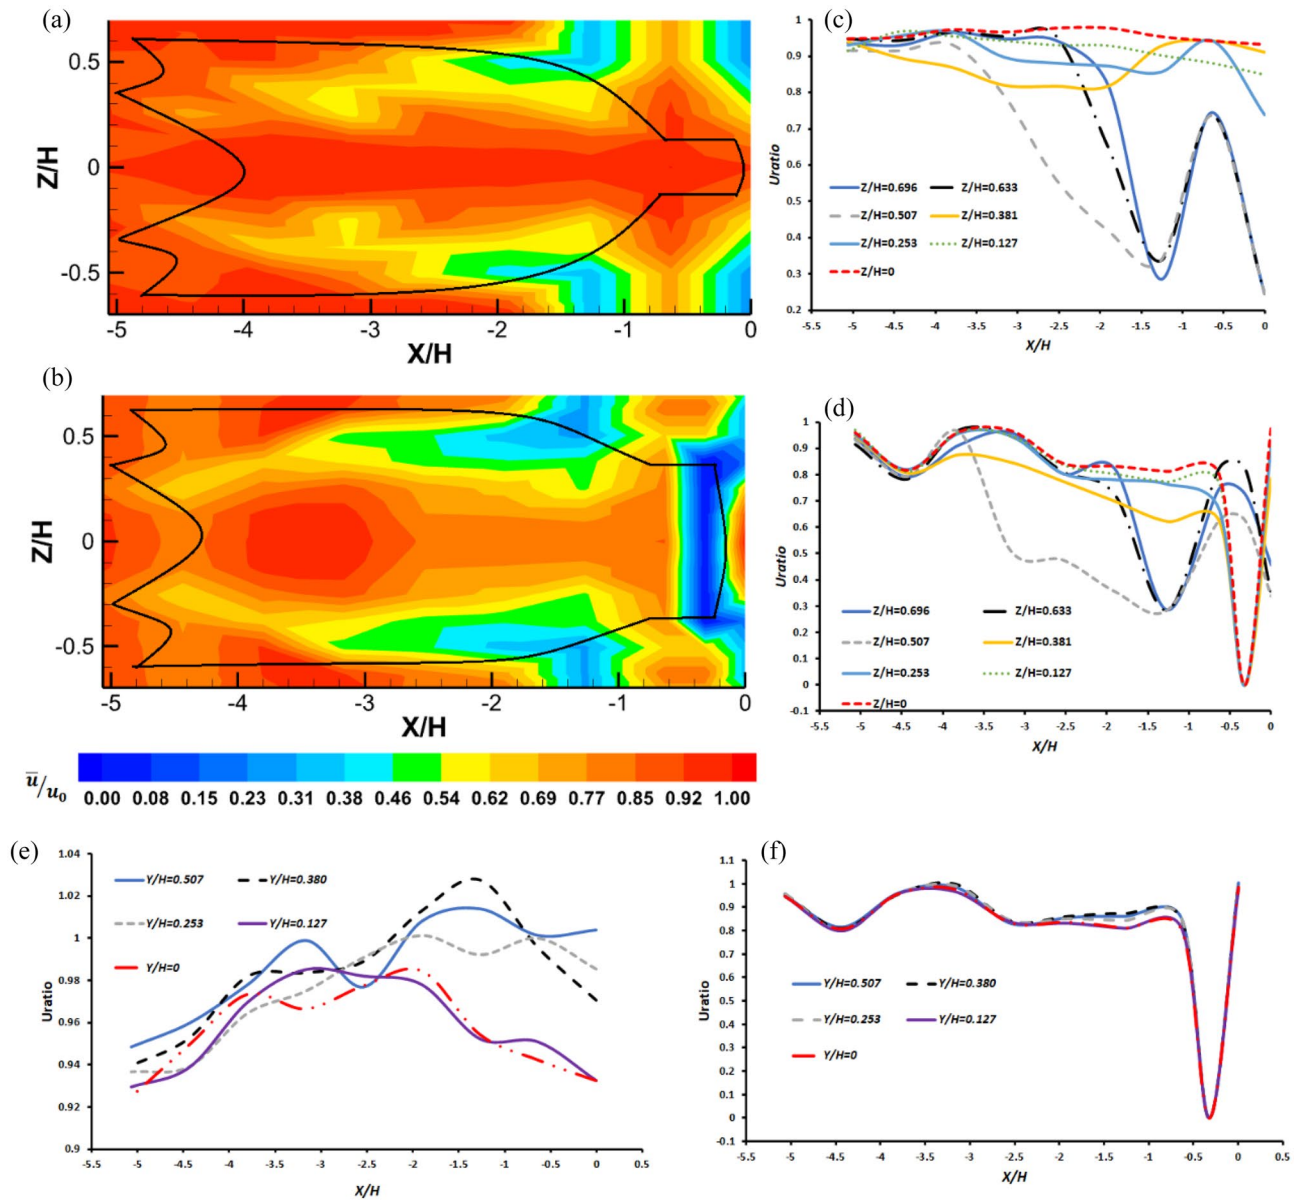 (a)
0.5
0
-0.5
Z/H
-5 -4 -3 -2 -1 0
X/H
(c)
1
0.9
0.8
0.7
0.6
0.5
0.4
0.3
0.2
Uratio
Z/H=0.696 Z/H=0.633
Z/H=0.507 Z/H=0.381
Z/H=0.253 Z/H=0.127
Z/H=0
-5.5 -5 -4.5 -4 -3.5 -3 -2.5 -2 -1.5 -1 -0.5 0
X/H
(b)
0.5
0
-0.5
Z/H
-5 -4 -3 -2 -1 0
X/H
(d)
1
0.9
0.8
0.7
0.6
0.5
0.4
0.3
0.2
0.1
0
-0.1
Uratio
Z/H=0.696 Z/H=0.633
Z/H=0.507 Z/H=0.381
Z/H=0.253 Z/H=0.127
Z/H=0
-5.5 -5 -4.5 -4 -3.5 -3 -2.5 -2 -1.5 -1 -0.5 0
X/H
u̅/u₀
0.00 0.08 0.15 0.23 0.31 0.38 0.46 0.54 0.62 0.69 0.77 0.85 0.92 1.00
(e)
1.04
1.02
1
0.98
0.96
0.94
0.92
0.9
Uratio
Y/H=0.507 Y/H=0.380
Y/H=0.253 Y/H=0.127
Y/H=0
-5.5 -5 -4.5 -4 -3.5 -3 -2.5 -2 -1.5 -1 -0.5 0 0.5
X/H
(f)
1.1
1
0.9
0.8
0.7
0.6
0.5
0.4
0.3
0.2
0.1
0
-0.1
Uratio
Y/H=0.507 Y/H=0.380
Y/H=0.253 Y/H=0.127
Y/H=0
-5.5 -5 -4.5 -4 -3.5 -3 -2.5 -2 -1.5 -1 -0.5 0 0.5
X/H